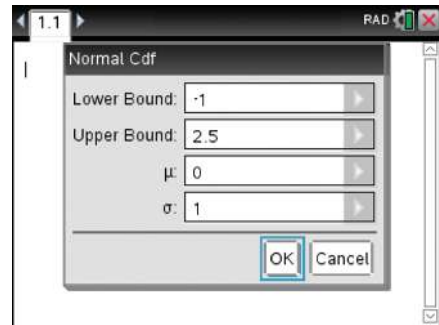 1.1 RAD
Normal Cdf
Lower Bound: -1
Upper Bound: 2.5
μ: 0
σ: 1
OK Cancel